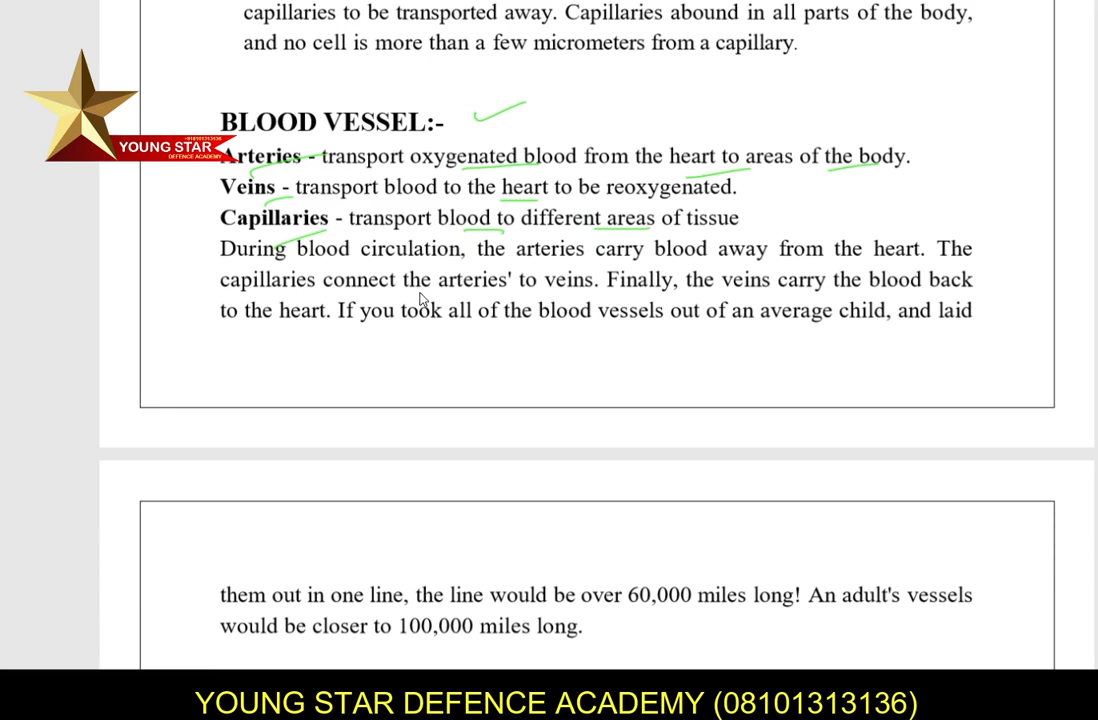 capillaries to be transported away. Capillaries abound in all parts of the body,
and no cell is more than a few micrometers from a capillary.
BLOOD VESSEL:-
+918101313136
YOUNG STAR
DEFENCE ACADEMY
Arteries - transport oxygenated blood from the heart to areas of the body.
Veins - transport blood to the heart to be reoxygenated.
Capillaries - transport blood to different areas of tissue
During blood circulation, the arteries carry blood away from the heart. The
capillaries connect the arteries' to veins. Finally, the veins carry the blood back
to the heart. If you took all of the blood vessels out of an average child, and laid
them out in one line, the line would be over 60,000 miles long! An adult's vessels
would be closer to 100,000 miles long.
YOUNG STAR DEFENCE ACADEMY (08101313136)